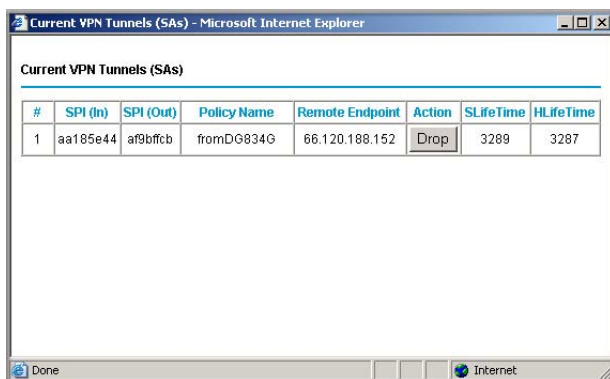 Current VPN Tunnels (SAs) - Microsoft Internet Explorer
Current VPN Tunnels (SAs)
# SPI (In) SPI (Out) Policy Name Remote Endpoint Action SLifeTime HLifeTime
1 aa185e44 af9bffcb fromDG834G 66.120.188.152 Drop 3289 3287
Done Internet